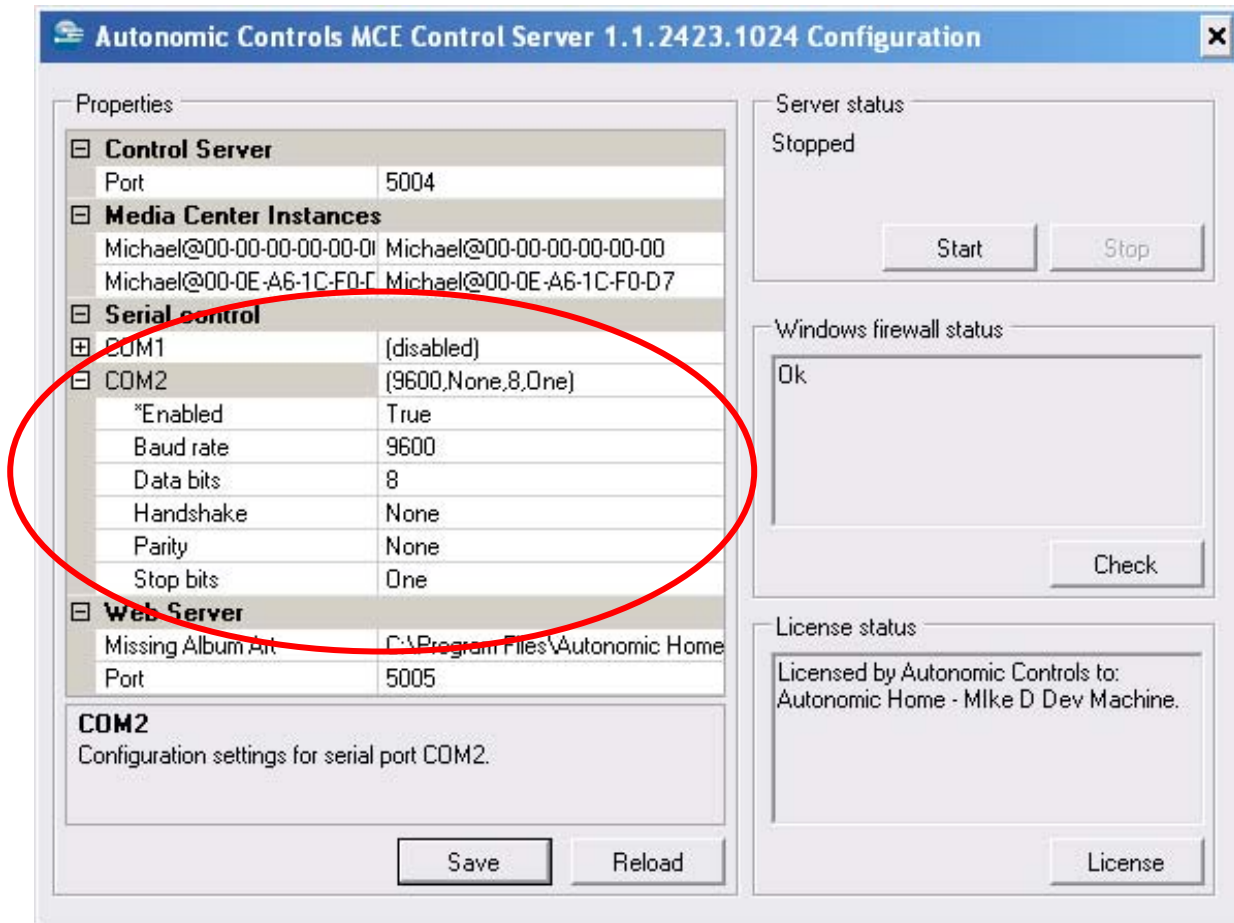 Autonomic Controls MCE Control Server 1.1.2423.1024 Configuration
Properties
Control Server
Port 5004
Media Center Instances
Michael@00-00-00-00-00-0 Michael@00-00-00-00-00-00
Michael@00-0E-A6-1C-F0-D Michael@00-0E-A6-1C-F0-D7
Serial control
COM1 (disabled)
COM2 (9600,None,8,One)
*Enabled True
Baud rate 9600
Data bits 8
Handshake None
Parity None
Stop bits One
Web Server
Missing Album Art C:\Program Files\Autonomic Home
Port 5005
COM2
Configuration settings for serial port COM2.
Save Reload
Server status
Stopped
Start Stop
Windows firewall status
Ok
Check
License status
Licensed by Autonomic Controls to:
Autonomic Home - MIke D Dev Machine.
License